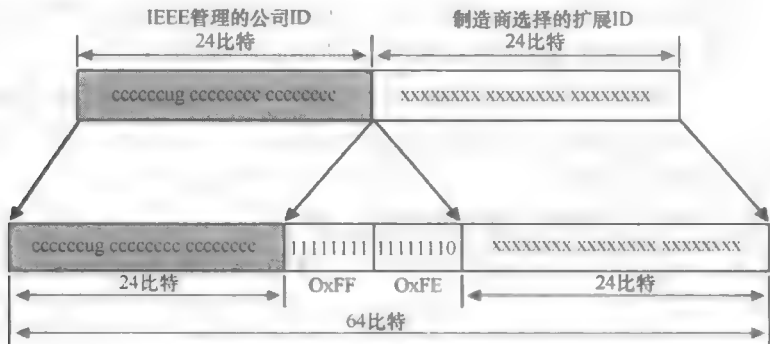 IEEE管理的公司ID 制造商选择的扩展ID
24比特 24比特
ccccccug cccccccc cccccccc xxxxxxxx xxxxxxxx xxxxxxxx
ccccccug cccccccc cccccccc 11111111 11111110 xxxxxxxx xxxxxxxx xxxxxxxx
24比特 OxFF OxFE 24比特
64比特